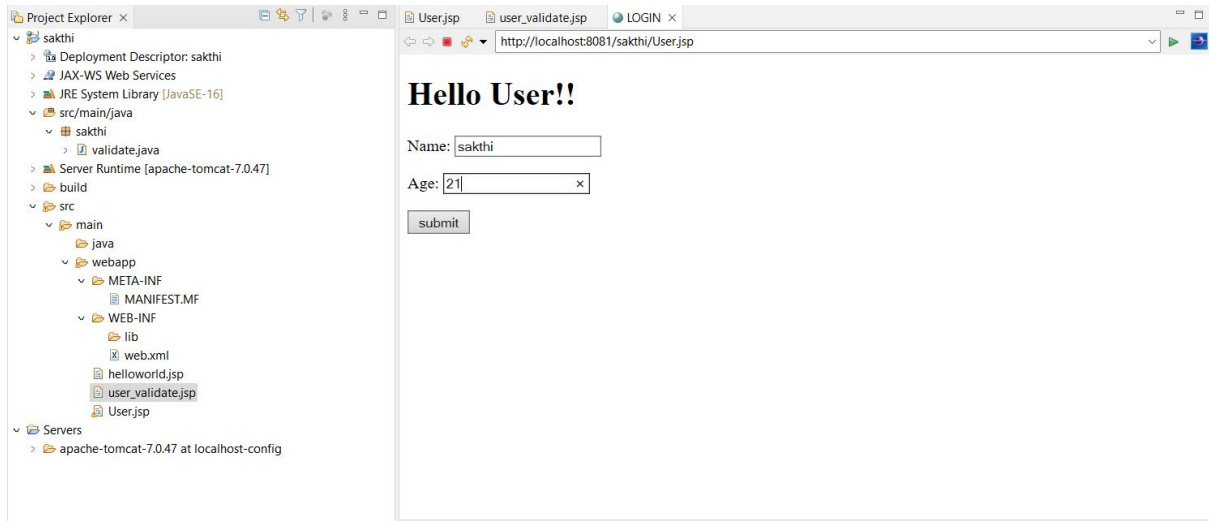 Project Explorer
sakthi
Deployment Descriptor: sakthi
JAX-WS Web Services
JRE System Library [JavaSE-16]
src/main/java
sakthi
validate.java
Server Runtime [apache-tomcat-7.0.47]
build
src
main
java
webapp
META-INF
MANIFEST.MF
WEB-INF
lib
web.xml
helloworld.jsp
user_validate.jsp
User.jsp
Servers
apache-tomcat-7.0.47 at localhost-config
User.jsp user_validate.jsp LOGIN
http://localhost:8081/sakthi/User.jsp
Hello User!!
Name: sakthi
Age: 21
submit